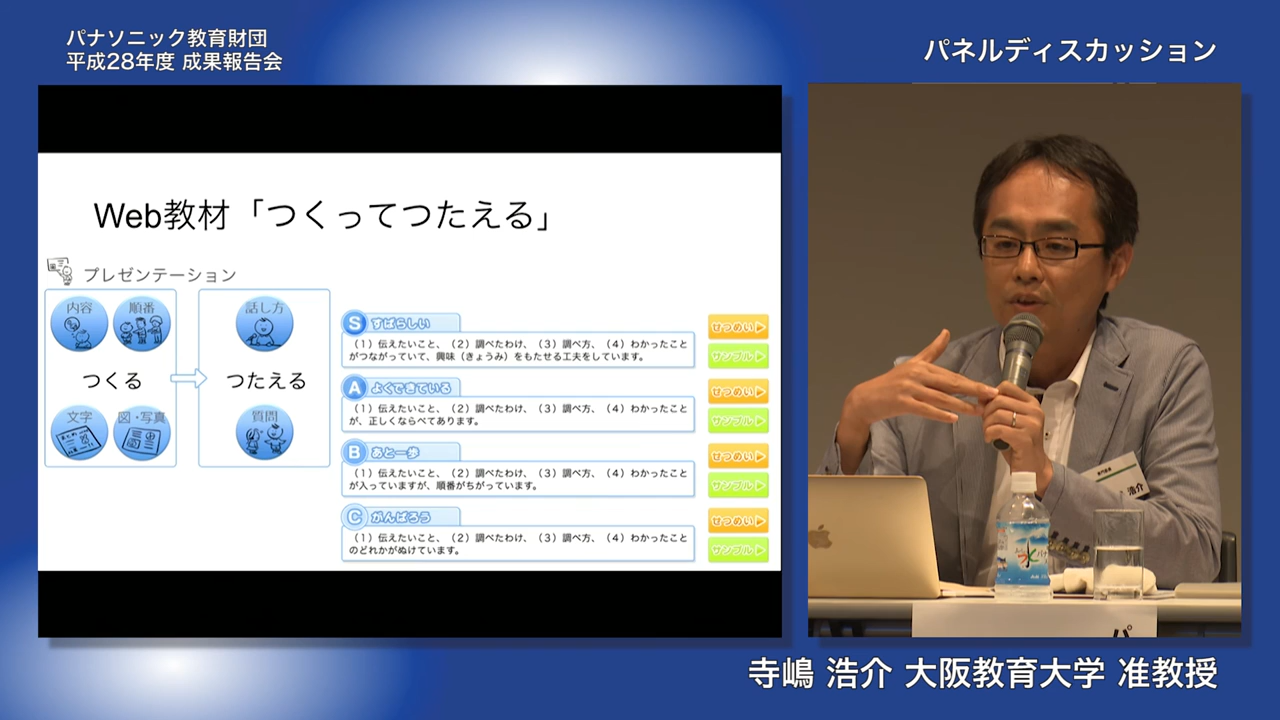 パナソニック教育財団
平成28年度 成果報告会
パネルディスカッション
Web教材「つくってつたえる」
プレゼンテーション
内容
順番
話し方
つくる
つたえる
文字
図・写真
質問
S すばらしい
（1）伝えたいこと、（2）調べたわけ、（3）調べ方、（4）わかったこと
がつながっていて、興味（きょうみ）をもたせる工夫をしています。
せつめい
サンプル
A よくできている
（1）伝えたいこと、（2）調べたわけ、（3）調べ方、（4）わかったこと
が、正しくならべてあります。
せつめい
サンプル
B あと一歩
（1）伝えたいこと、（2）調べたわけ、（3）調べ方、（4）わかったこと
が入っていますが、順番がちがっています。
せつめい
サンプル
C がんばろう
（1）伝えたいこと、（2）調べたわけ、（3）調べ方、（4）わかったこと
のどれかがぬけています。
せつめい
サンプル
浩介
水
パ
寺嶋 浩介 大阪教育大学 准教授